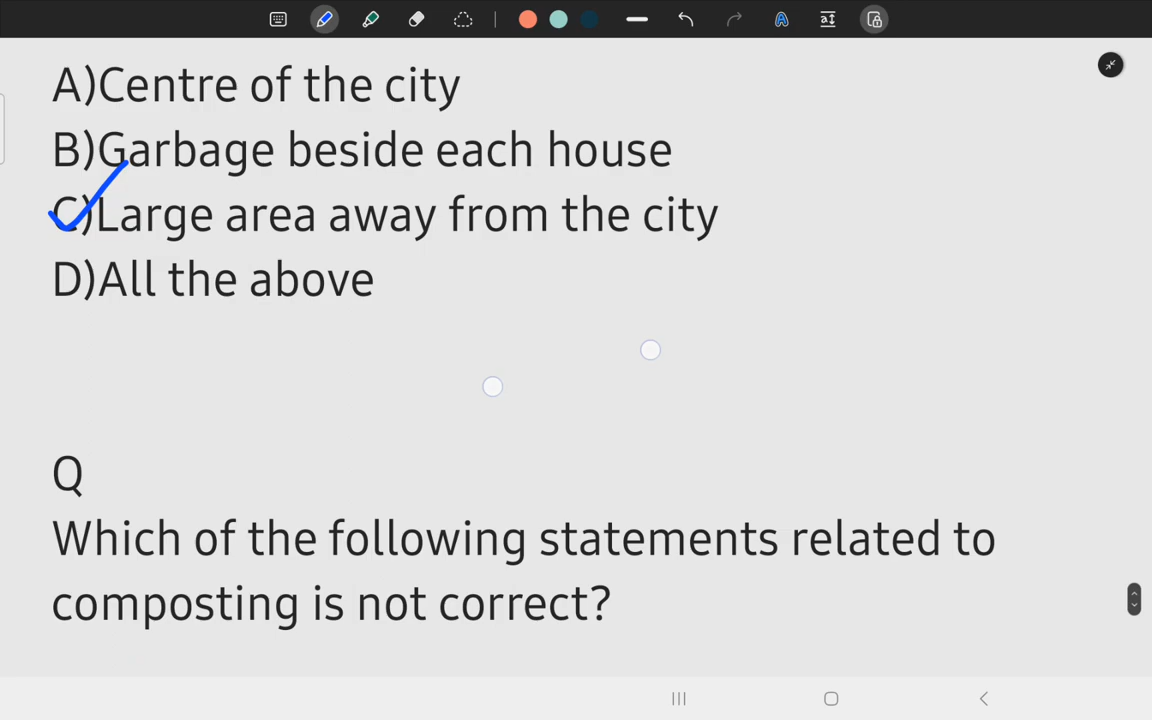 A)Centre of the city
B)Garbage beside each house
C)Large area away from the city
D)All the above
Q
Which of the following statements related to
composting is not correct?